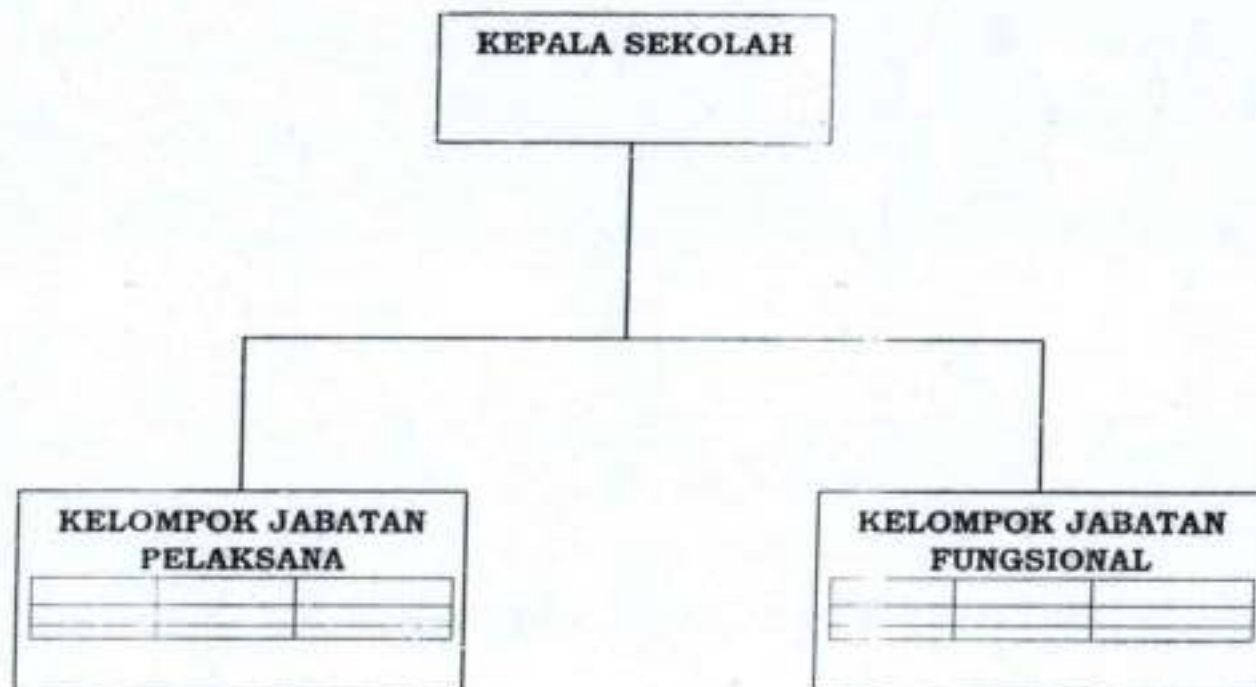 KEPALA SEKOLAH
KELOMPOK JABATAN
PELAKSANA
KELOMPOK JABATAN
FUNGSIONAL